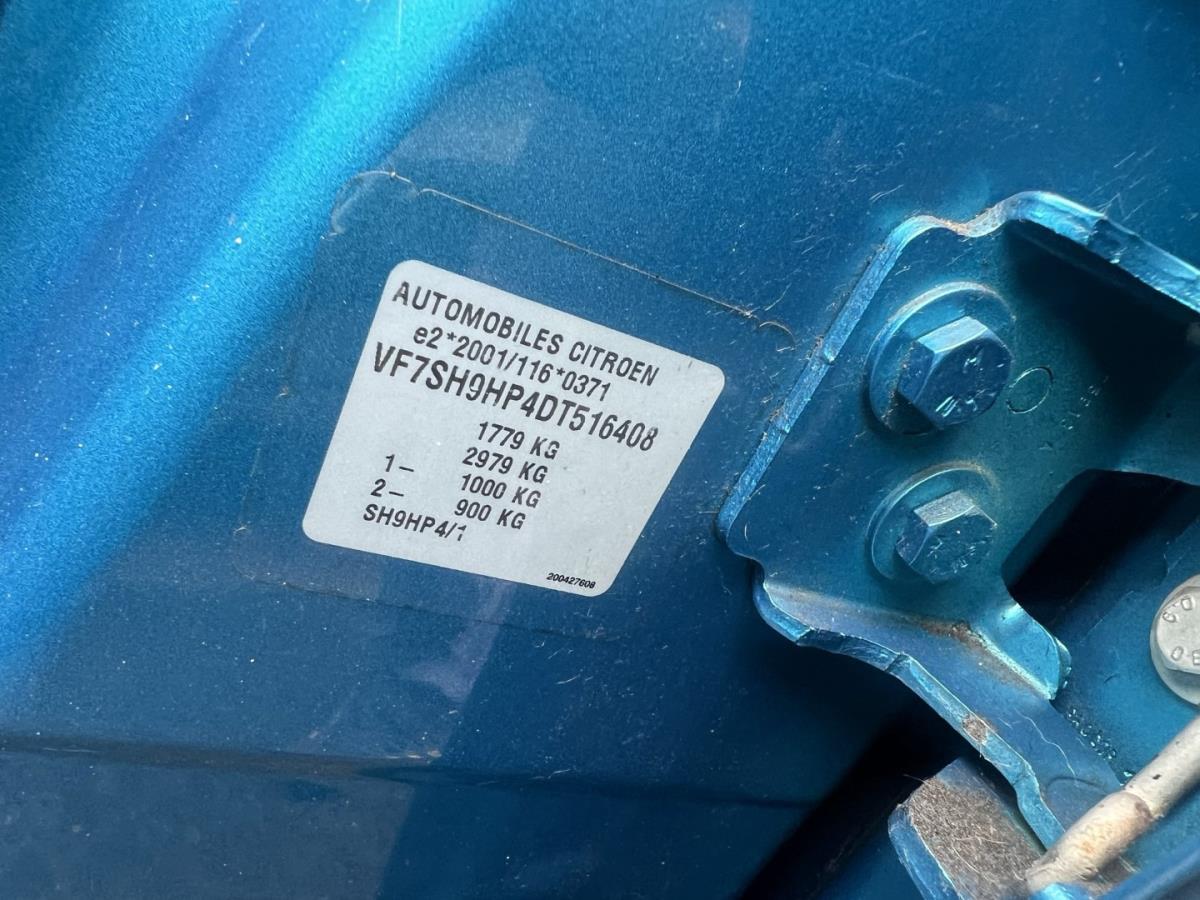 AUTOMOBILES CITROEN
e2*2001/116*0371
VF7SH9HP4DT516408
1779 KG
2979 KG
1– 1000 KG
2– 900 KG
SH9HP4/1
200427608